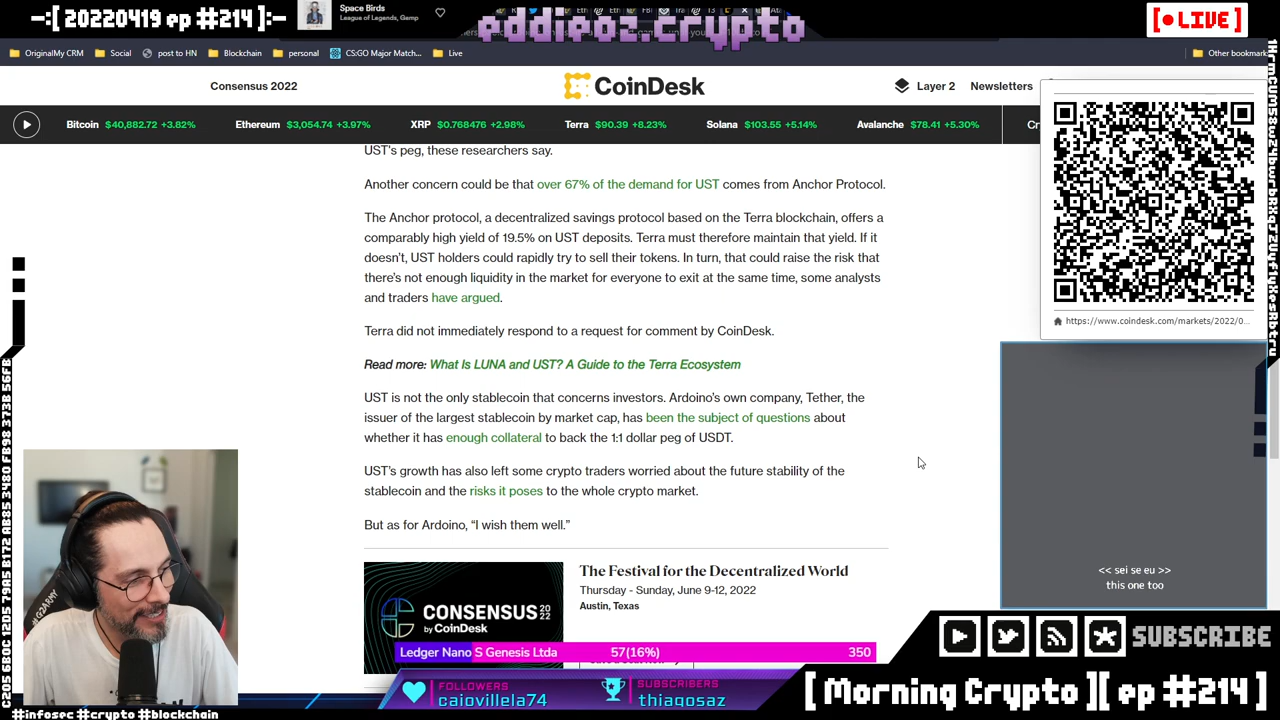 -:[ 20220419 ep #214 ]:-
Space Birds
League of Legends, Gamp
eddieoz.crypto
[●LIVE]
OriginalMy CRM
Social
post to HN
Blockchain
personal
CS:GO Major Match...
Live
Other bookmark
Consensus 2022
CoinDesk
Layer 2
Newsletters
Bitcoin $40,882.72 +3.82%
Ethereum $3,054.74 +3.97%
XRP $0.768476 +2.98%
Terra $90.39 +8.23%
Solana $103.55 +5.14%
Avalanche $78.41 +5.30%
Cr
UST's peg, these researchers say.
Another concern could be that over 67% of the demand for UST comes from Anchor Protocol.
The Anchor protocol, a decentralized savings protocol based on the Terra blockchain, offers a
comparably high yield of 19.5% on UST deposits. Terra must therefore maintain that yield. If it
doesn't, UST holders could rapidly try to sell their tokens. In turn, that could raise the risk that
there's not enough liquidity in the market for everyone to exit at the same time, some analysts
and traders have argued.
Terra did not immediately respond to a request for comment by CoinDesk.
Read more: What Is LUNA and UST? A Guide to the Terra Ecosystem
UST is not the only stablecoin that concerns investors. Ardoino's own company, Tether, the
issuer of the largest stablecoin by market cap, has been the subject of questions about
whether it has enough collateral to back the 1:1 dollar peg of USDT.
UST's growth has also left some crypto traders worried about the future stability of the
stablecoin and the risks it poses to the whole crypto market.
But as for Ardoino, “I wish them well.”
https://www.coindesk.com/markets/2022/0...
<< sei se eu >>
this one too
The Festival for the Decentralized World
Thursday - Sunday, June 9-12, 2022
Austin, Texas
CONSENSUS 2022
by CoinDesk
Ledger Nano S Genesis Ltda 57(16%) 350
FOLLOWERS
caiovillela74
SUBSCRIBERS
thiagosaz
SUBSCRIBE
[ Morning Crypto ][ ep #214 ]
#infosec #crypto #blockchain